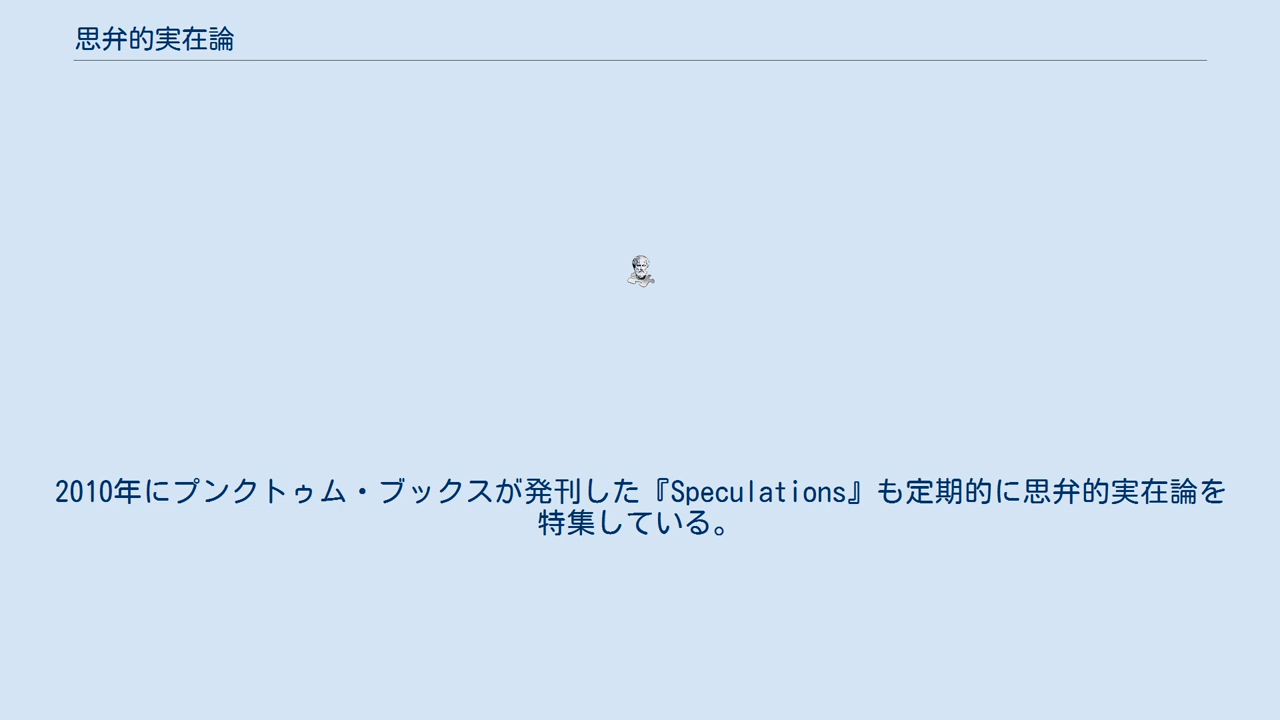 思弁的実在論
2010年にプンクトゥム・ブックスが発刊した『Speculations』も定期的に思弁的実在論を
特集している。